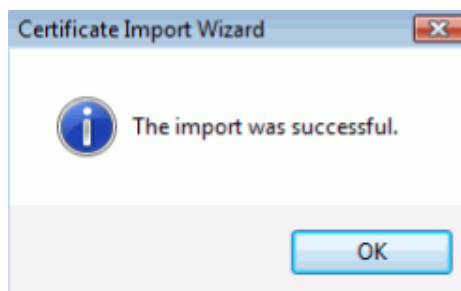 Certificate Import Wizard
The import was successful.
OK